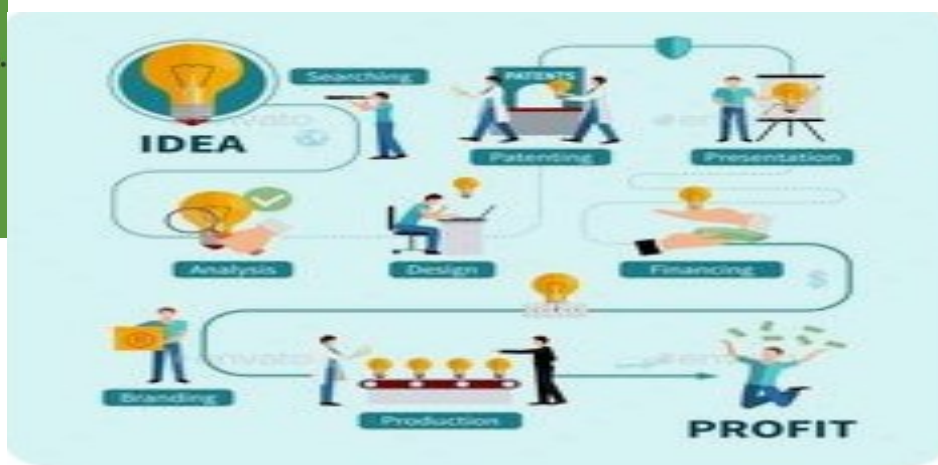 IDEA
Searching
PATENTS
Patenting
Presentation
Analysis
Design
Financing
Branding
Production
PROFIT